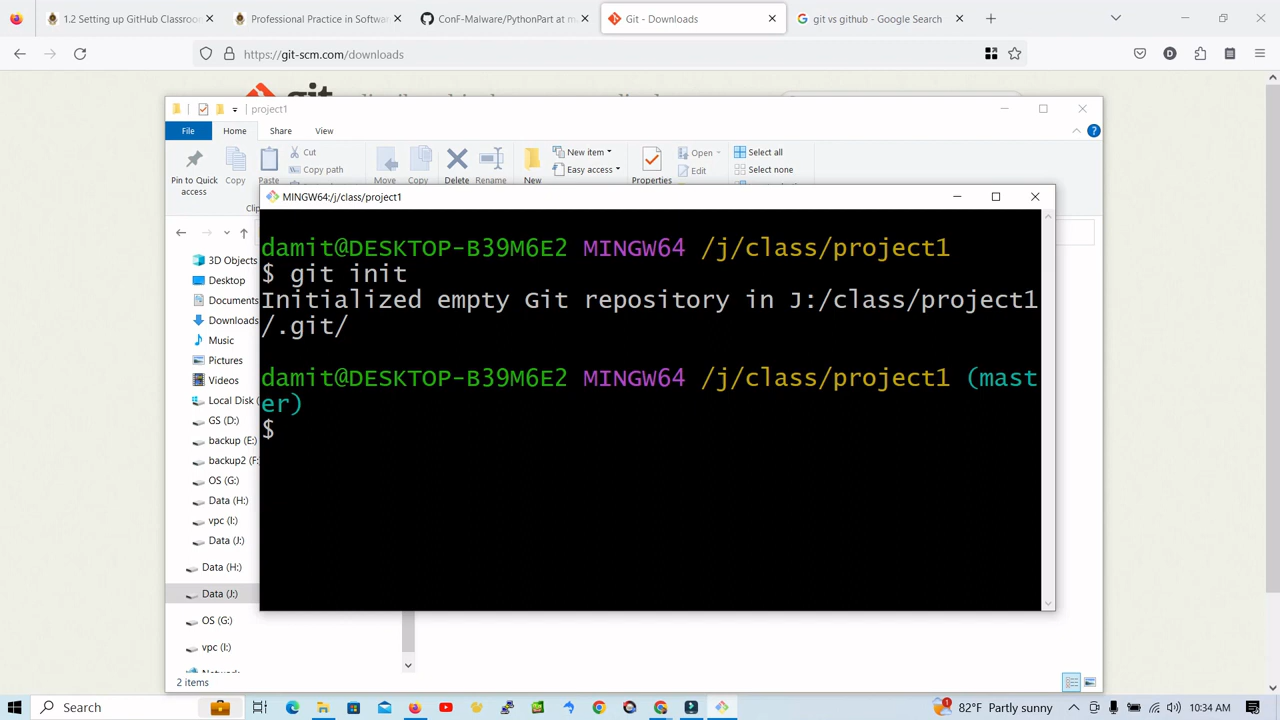 1.2 Setting up GitHub Classroo
Professional Practice in Softwar
ConF-Malware/PythonPart at m
Git - Downloads
git vs github - Google Search
https://git-scm.com/downloads
git
project1
File
Home
Share
View
Pin to Quick access
Copy
Paste
Cut
Copy path
Move
Copy
Delete
Rename
New
New item
Easy access
Properties
Open
Edit
Select all
Select none
Clip
MINGW64:/j/class/project1
damit@DESKTOP-B39M6E2 MINGW64 /j/class/project1
$ git init
Initialized empty Git repository in J:/class/project1
/.git/
damit@DESKTOP-B39M6E2 MINGW64 /j/class/project1 (mast
er)
$
3D Objects
Desktop
Documents
Downloads
Music
Pictures
Videos
Local Disk (
GS (D:)
backup (E:)
backup2 (F:
OS (G:)
Data (H:)
vpc (I:)
Data (J:)
Data (H:)
Data (J:)
OS (G:)
vpc (I:)
2 items
Search
82°F Partly sunny
10:34 AM